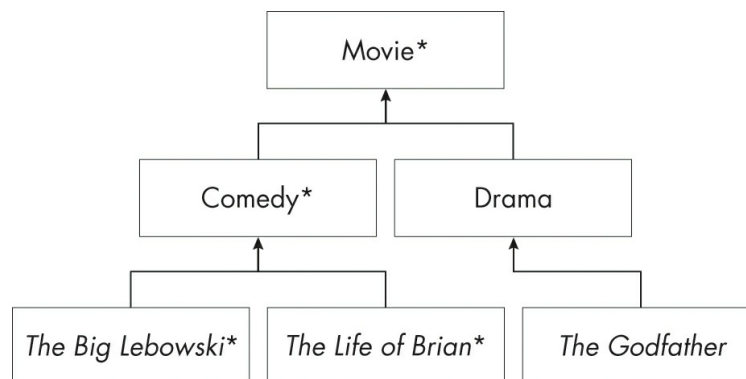 Movie*
Comedy*
Drama
The Big Lebowski*
The Life of Brian*
The Godfather